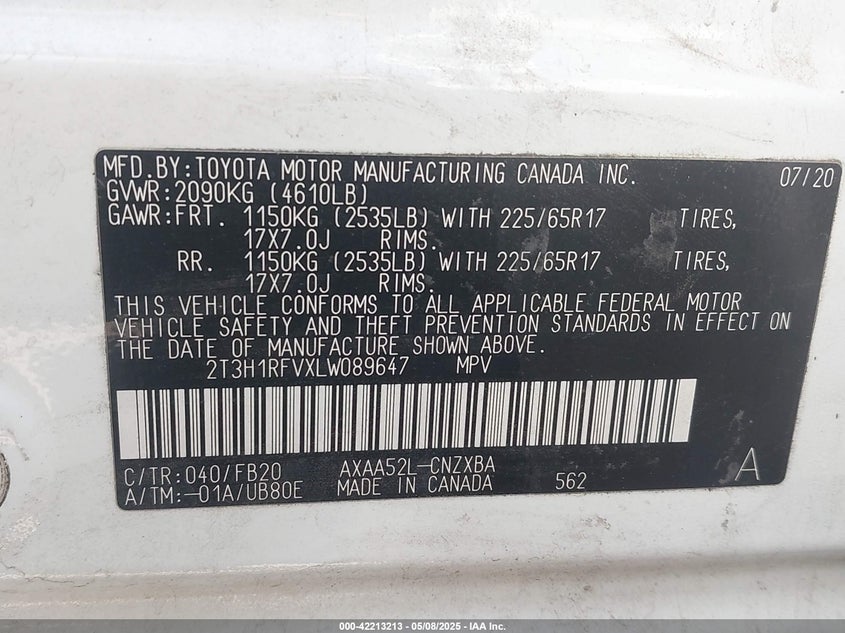 MFD.BY:TOYOTA MOTOR MANUFACTURING CANADA INC. 07/20
GVWR:2090KG (4610LB)
GAWR:FRT. 1150KG (2535LB) WITH 225/65R17 TIRES,
17X7.0J RIMS.
RR. 1150KG (2535LB) WITH 225/65R17 TIRES,
17X7.0J RIMS.
THIS VEHICLE CONFORMS TO ALL APPLICABLE FEDERAL MOTOR
VEHICLE SAFETY AND THEFT PREVENTION STANDARDS IN EFFECT ON
THE DATE OF MANUFACTURE SHOWN ABOVE.
2T3H1RFVXLW089647 MPV
C/TR:040/FB20 AXAA52L-CNZXBA A
A/TM:-01A/UB80E MADE IN CANADA 562
000-42213213 - 05/08/2025 - IAA Inc.